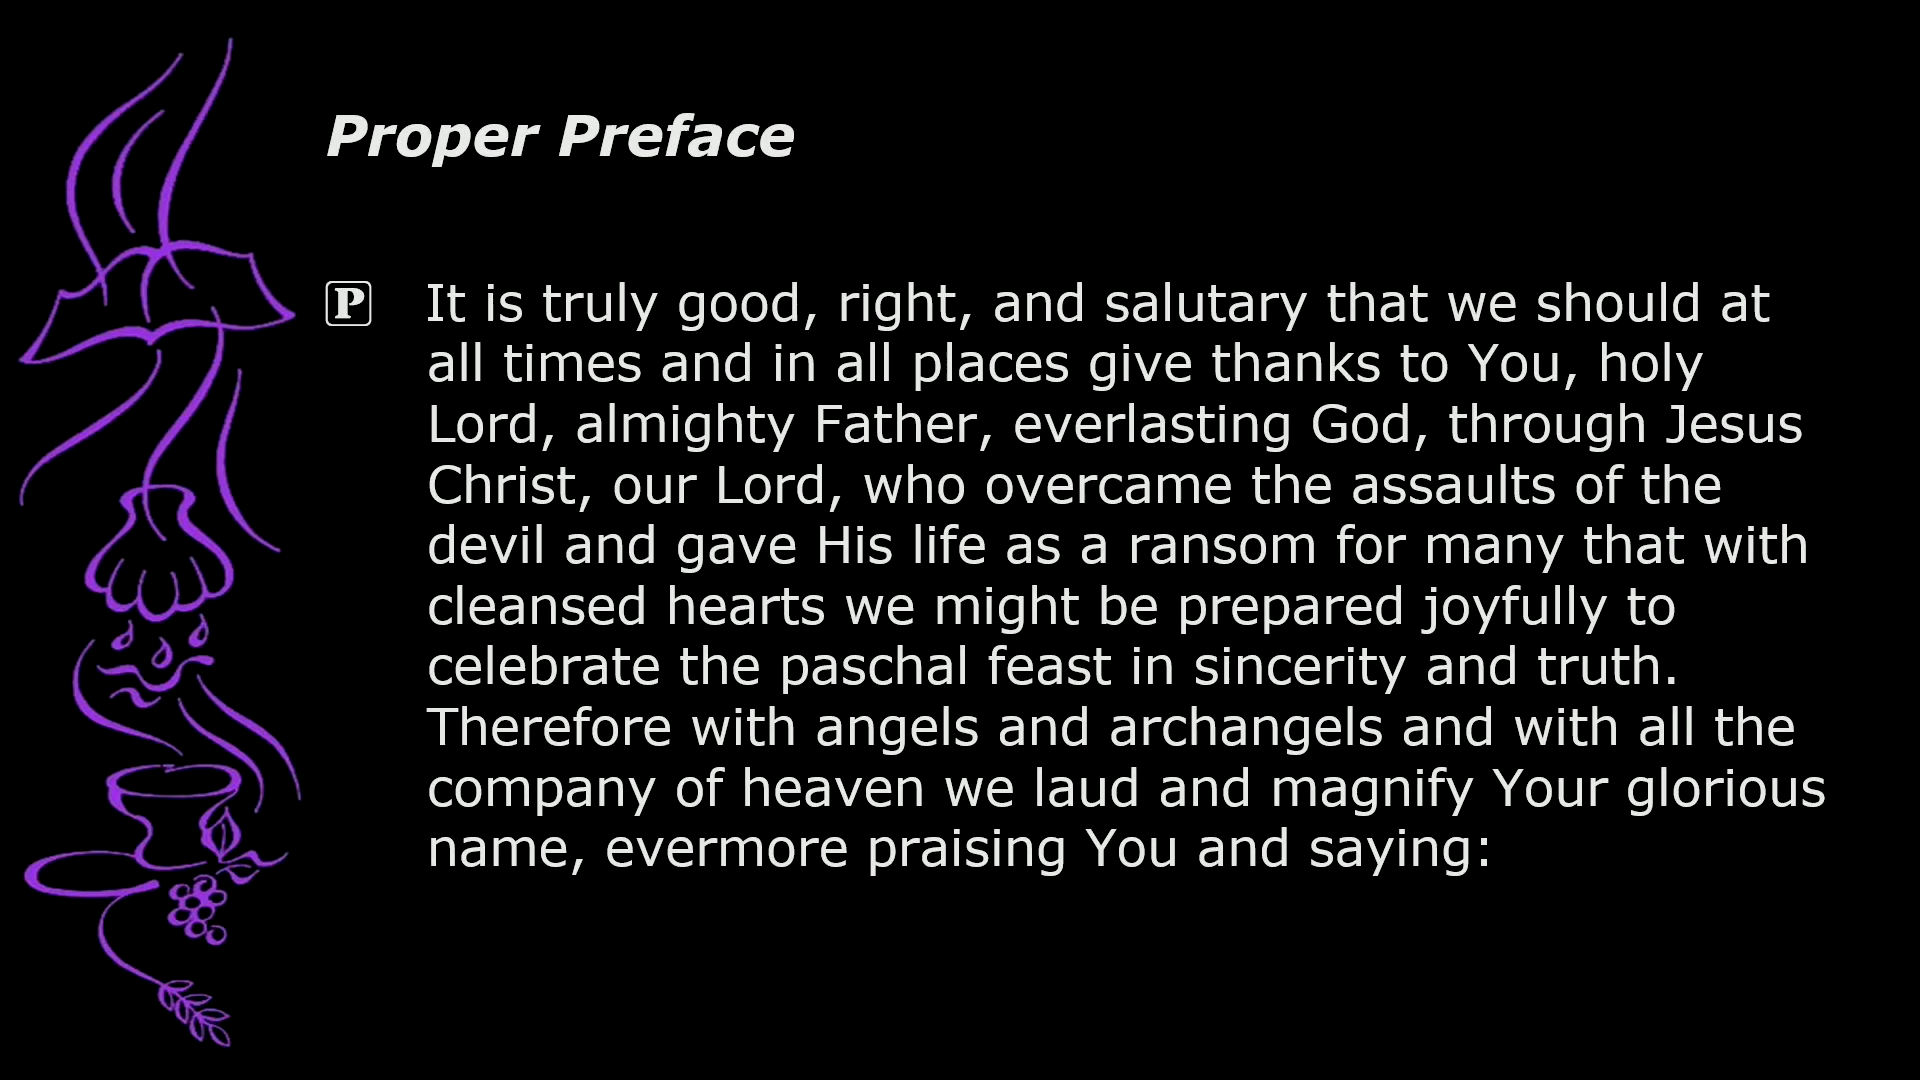 Proper Preface
P It is truly good, right, and salutary that we should at
all times and in all places give thanks to You, holy
Lord, almighty Father, everlasting God, through Jesus
Christ, our Lord, who overcame the assaults of the
devil and gave His life as a ransom for many that with
cleansed hearts we might be prepared joyfully to
celebrate the paschal feast in sincerity and truth.
Therefore with angels and archangels and with all the
company of heaven we laud and magnify Your glorious
name, evermore praising You and saying: